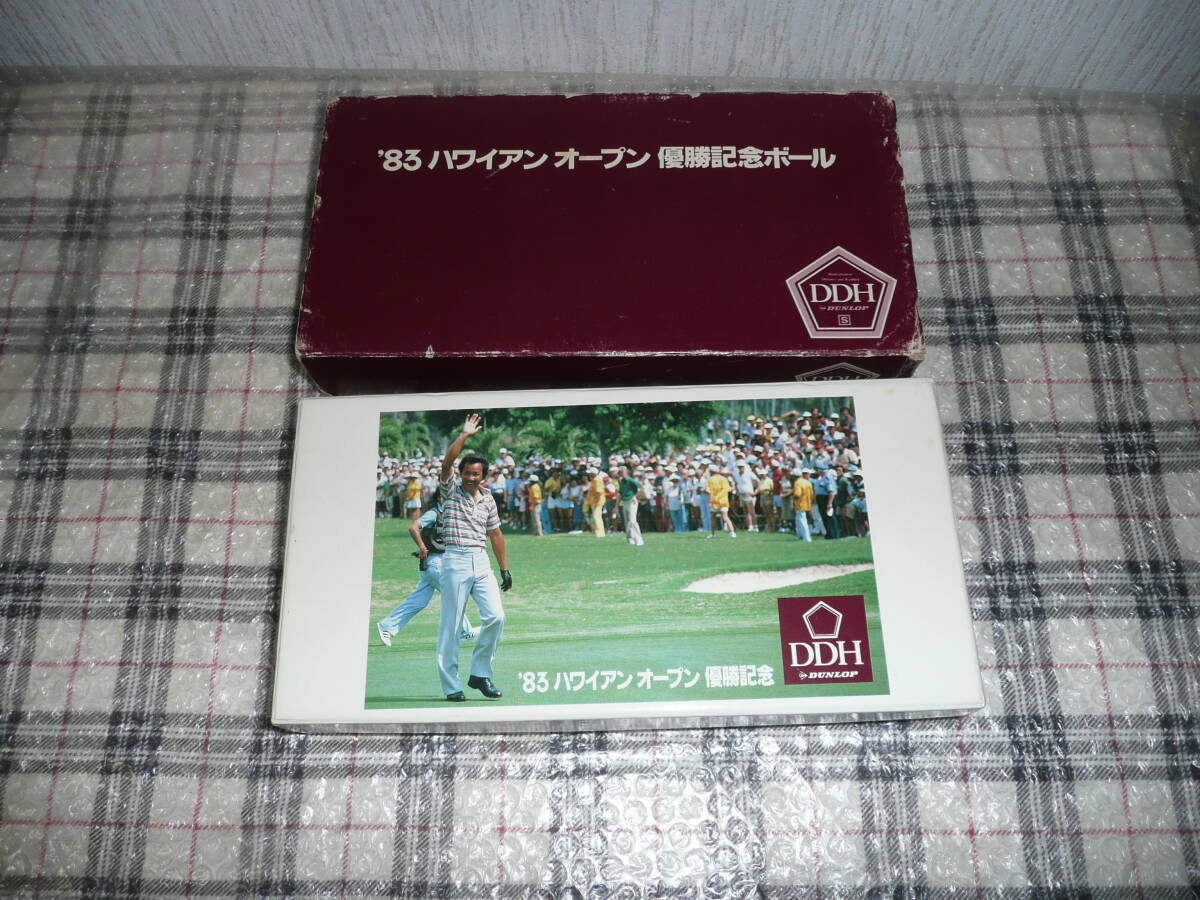 '83 ハワイアン オープン 優勝記念ボール
DDH
DUNLOP
S
'83 ハワイアン オープン 優勝記念
DDH
DUNLOP